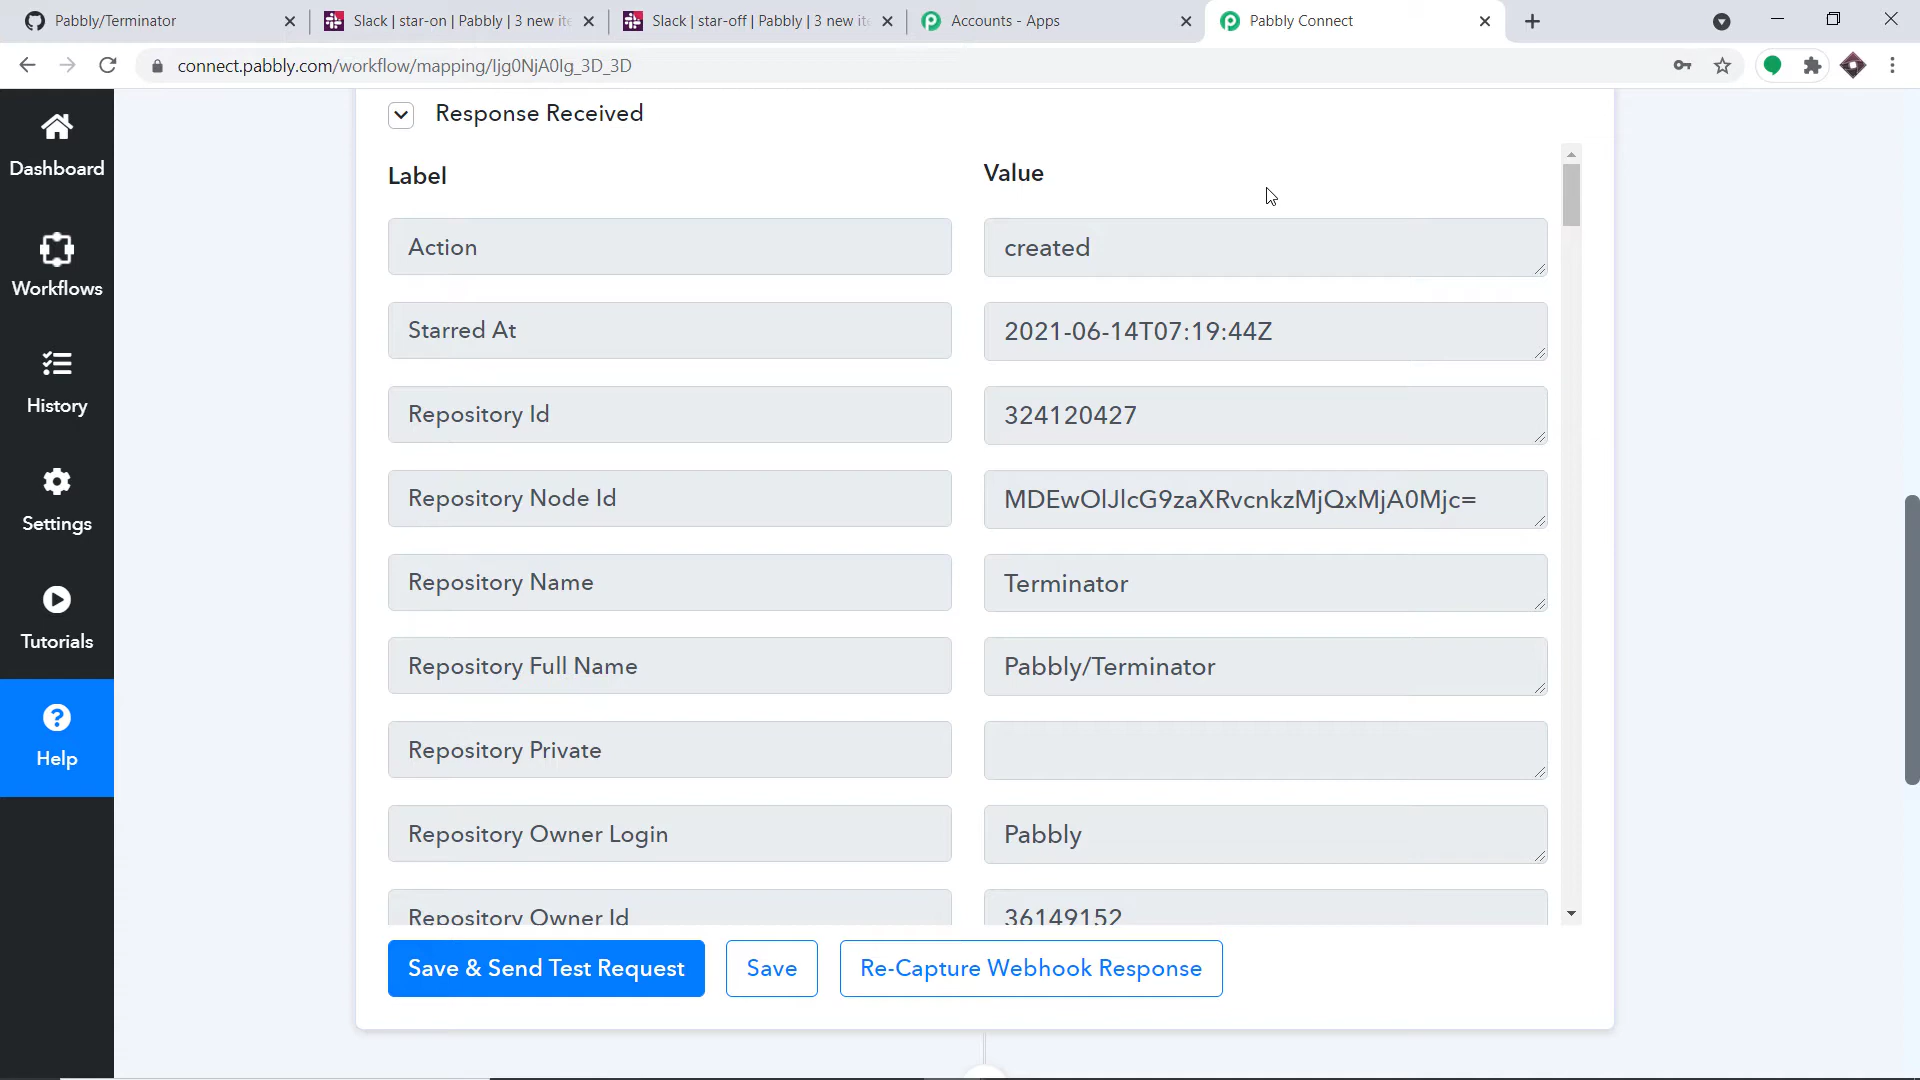 Pabbly/Terminator
Slack | star-on | Pabbly | 3 new ite
Slack | star-off | Pabbly | 3 new ite
Accounts - Apps
Pabbly Connect
connect.pabbly.com/workflow/mapping/Ijg0NjA0Ig_3D_3D
Dashboard
Workflows
History
Settings
Tutorials
Help
Response Received
Label Value
Action created
Starred At 2021-06-14T07:19:44Z
Repository Id 324120427
Repository Node Id MDEwOlJlcG9zaXRvcnkzMjQxMjA0Mjc=
Repository Name Terminator
Repository Full Name Pabbly/Terminator
Repository Private
Repository Owner Login Pabbly
Repository Owner Id 36149152
Save & Send Test Request Save Re-Capture Webhook Response